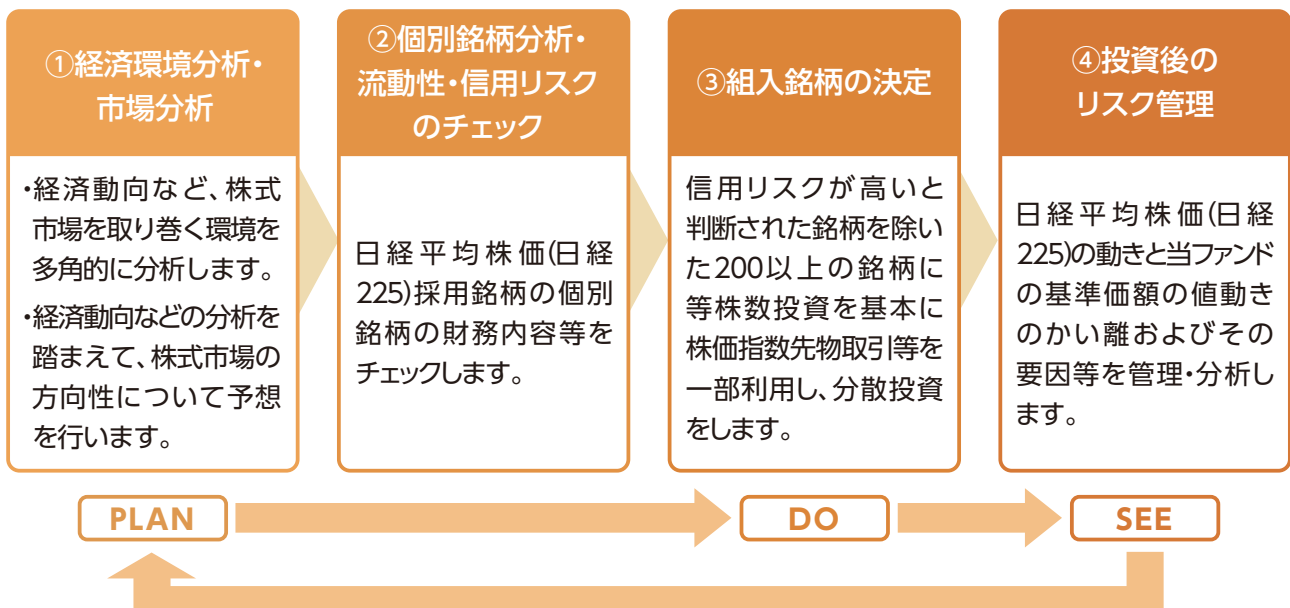 ①経済環境分析・
市場分析
・経済動向など、株式
市場を取り巻く環境を
多角的に分析します。
・経済動向などの分析を
踏まえて、株式市場の
方向性について予想
を行います。
②個別銘柄分析・
流動性・信用リスク
のチェック
日経平均株価(日経
225)採用銘柄の個別
銘柄の財務内容等を
チェックします。
③組入銘柄の決定
信用リスクが高いと
判断された銘柄を除い
た200以上の銘柄に
等株数投資を基本に
株価指数先物取引等を
一部利用し、分散投資
をします。
④投資後の
リスク管理
日経平均株価(日経
225)の動きと当ファンド
の基準価額の値動き
のかい離およびその
要因等を管理・分析し
ます。
PLAN
DO
SEE